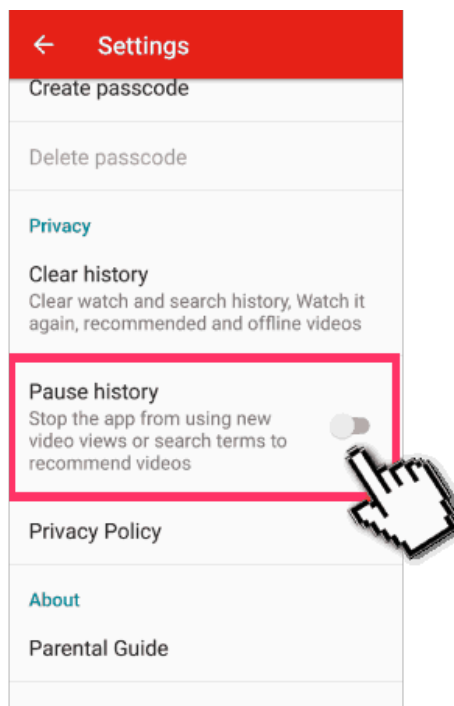 Settings
Create passcode
Delete passcode
Privacy
Clear history
Clear watch and search history, Watch it
again, recommended and offline videos
Pause history
Stop the app from using new
video views or search terms to
recommend videos
Privacy Policy
About
Parental Guide